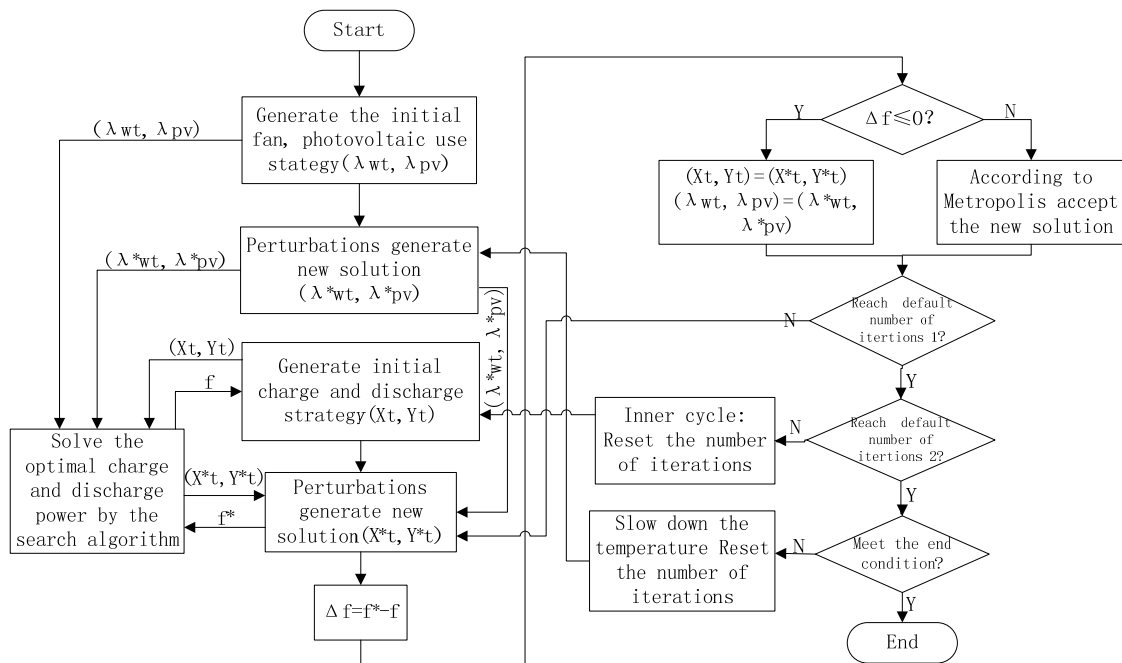 Start
Generate the initial
fan, photovoltaic use
stategy(λwt, λpv)
(λwt, λpv)
Perturbations generate
new solution
(λ*wt, λ*pv)
(λ*wt, λ*pv)
(λ*wt, λ*pv)
Generate initial
charge and discharge
strategy(Xt, Yt)
(Xt, Yt)
f
Solve the
optimal charge
and discharge
power by the
search algorithm
(X*t, Y*t)
f*
Perturbations
generate new
solution(X*t, Y*t)
Δf=f*-f
Δf≤0?
Y
N
(Xt, Yt)=(X*t, Y*t)
(λwt, λpv)=(λ*wt,
λ*pv)
According to
Metropolis accept
the new solution
Reach default
number of
itertions 1?
N
Y
Reach default
number of
itertions 2?
N
Y
Inner cycle:
Reset the number
of iterations
Meet the end
condition?
N
Y
Slow down the
temperature Reset
the number of
iterations
End